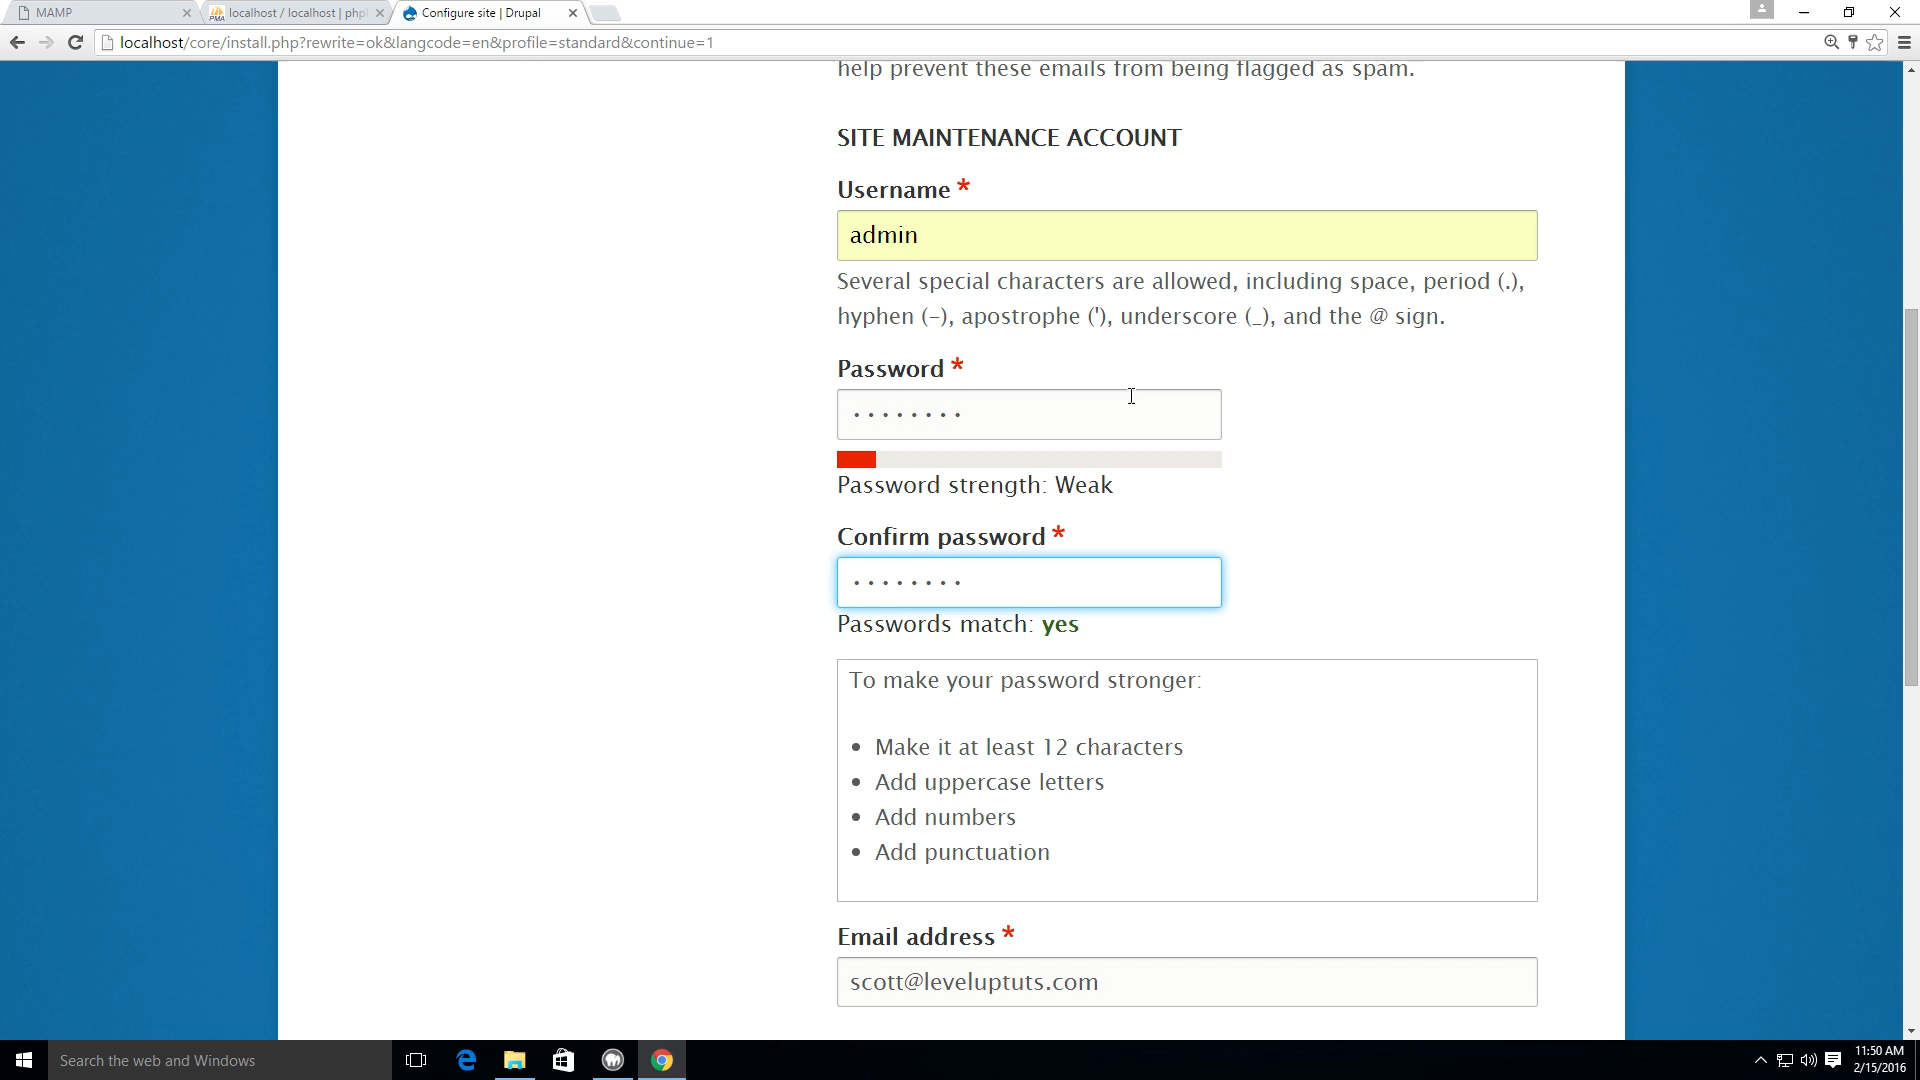 MAMP
localhost / localhost | php
Configure site | Drupal
localhost/core/install.php?rewrite=ok&langcode=en&profile=standard&continue=1
help prevent these emails from being flagged as spam.
SITE MAINTENANCE ACCOUNT
Username *
admin
Several special characters are allowed, including space, period (.),
hyphen (-), apostrophe ('), underscore (_), and the @ sign.
Password *
••••••••
Password strength: Weak
Confirm password *
••••••••
Passwords match: yes
To make your password stronger:
• Make it at least 12 characters
• Add uppercase letters
• Add numbers
• Add punctuation
Email address *
scott@leveluptuts.com
Search the web and Windows
11:50 AM
2/15/2016